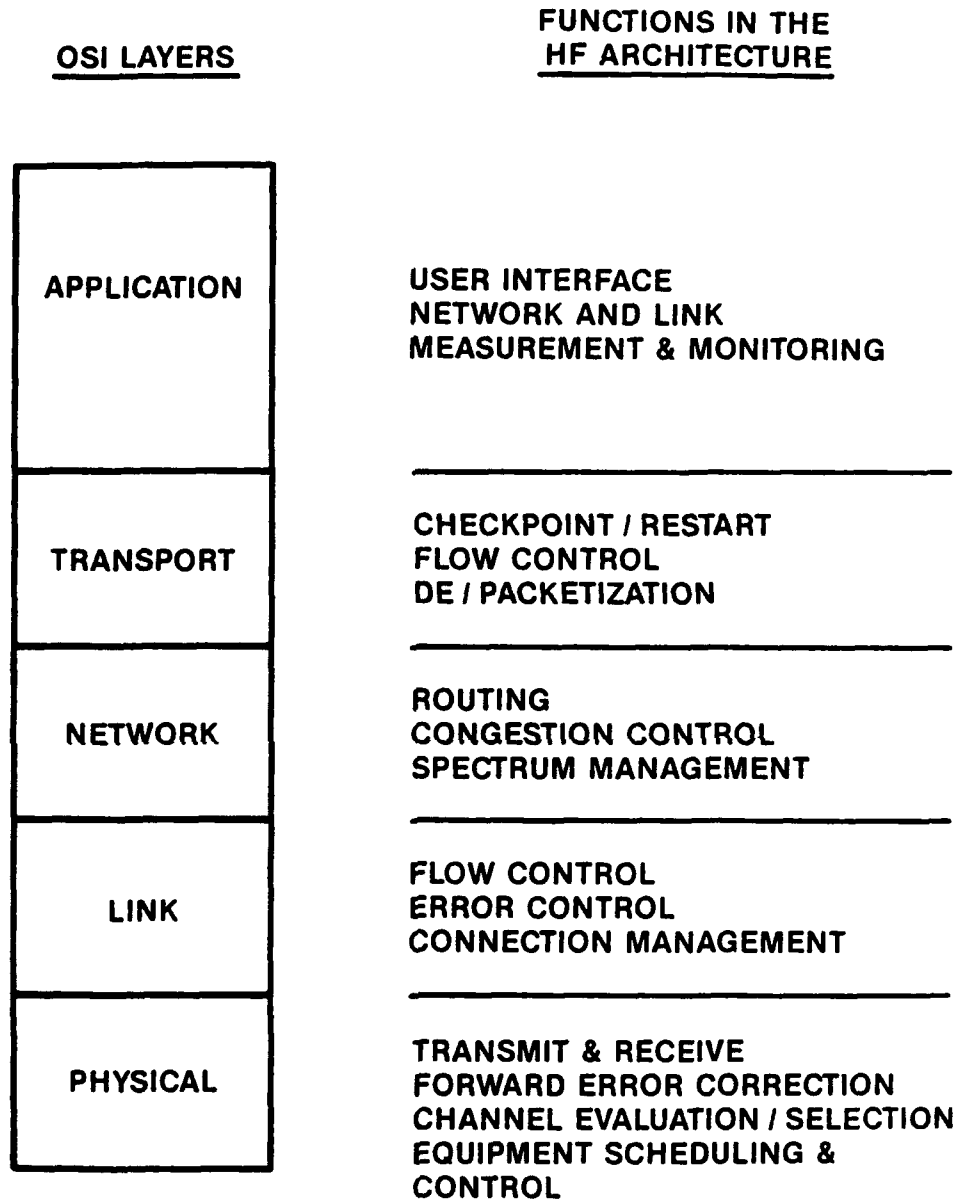 OSI LAYERS
FUNCTIONS IN THE
HF ARCHITECTURE
APPLICATION
USER INTERFACE
NETWORK AND LINK
MEASUREMENT & MONITORING
TRANSPORT
CHECKPOINT / RESTART
FLOW CONTROL
DE / PACKETIZATION
NETWORK
ROUTING
CONGESTION CONTROL
SPECTRUM MANAGEMENT
LINK
FLOW CONTROL
ERROR CONTROL
CONNECTION MANAGEMENT
PHYSICAL
TRANSMIT & RECEIVE
FORWARD ERROR CORRECTION
CHANNEL EVALUATION / SELECTION
EQUIPMENT SCHEDULING &
CONTROL